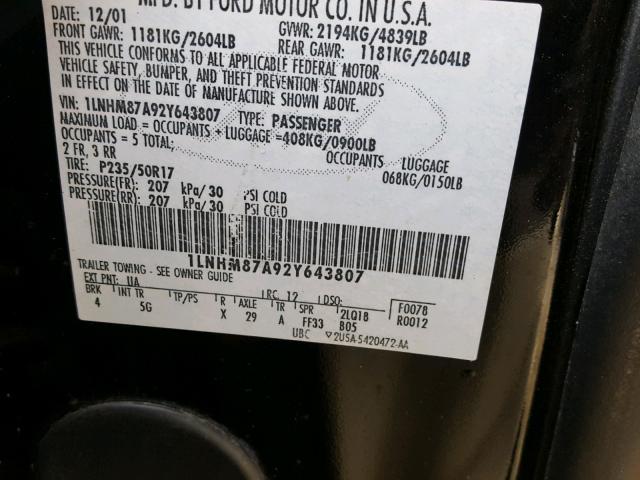 MFD. BY FORD MOTOR CO. IN U.S.A.
DATE: 12/01 GVWR: 2194KG/4839LB
FRONT GAWR: 1181KG/2604LB REAR GAWR: 1181KG/2604LB
THIS VEHICLE CONFORMS TO ALL APPLICABLE FEDERAL MOTOR
VEHICLE SAFETY, BUMPER, AND THEFT PREVENTION STANDARDS
IN EFFECT ON THE DATE OF MANUFACTURE SHOWN ABOVE.
VIN: 1LNHM87A92Y643807 TYPE: PASSENGER
MAXIMUM LOAD = OCCUPANTS + LUGGAGE = 408KG/0900LB
OCCUPANTS = 5 TOTAL; OCCUPANTS LUGGAGE
2 FR, 3 RR 068KG/0150LB
TIRE: P235/50R17
PRESSURE(FR): 207 kPa/30 PSI COLD
PRESSURE(RR): 207 kPa/30 PSI COLD
1LNHM87A92Y643807
TRAILER TOWING - SEE OWNER GUIDE
EXT PNT: UA RC: 12 DSO: F0078
BRK INT TR TP/PS R AXLE TR SPR 2LQ18 R0012
4 5G X 29 A FF33 B05
UBC 2USA-5420472-AA